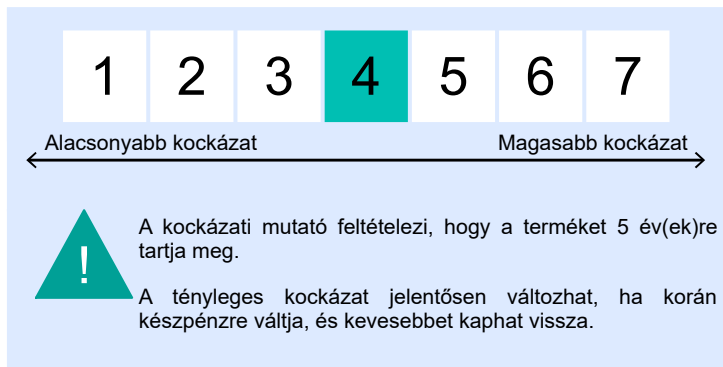 1 2 3 4 5 6 7
Alacsonyabb kockázat Magasabb kockázat
!
A kockázati mutató feltételezi, hogy a terméket 5 év(ek)re
tartja meg.
A tényleges kockázat jelentősen változhat, ha korán
készpénzre váltja, és kevesebbet kaphat vissza.